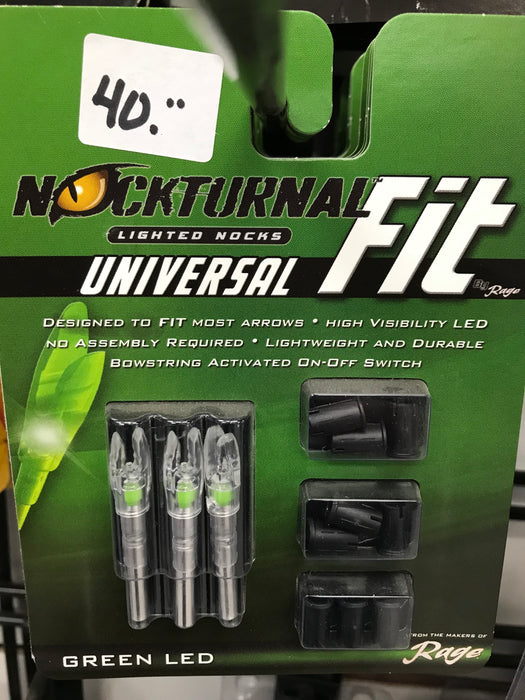 40."
NOCKTURNAL™ Fit
LIGHTED NOCKS
UNIVERSAL
By Rage
DESIGNED TO FIT MOST ARROWS • HIGH VISIBILITY LED
NO ASSEMBLY REQUIRED • LIGHTWEIGHT AND DURABLE
BOWSTRING ACTIVATED ON-OFF SWITCH
FROM THE MAKERS OF
Rage
GREEN LED